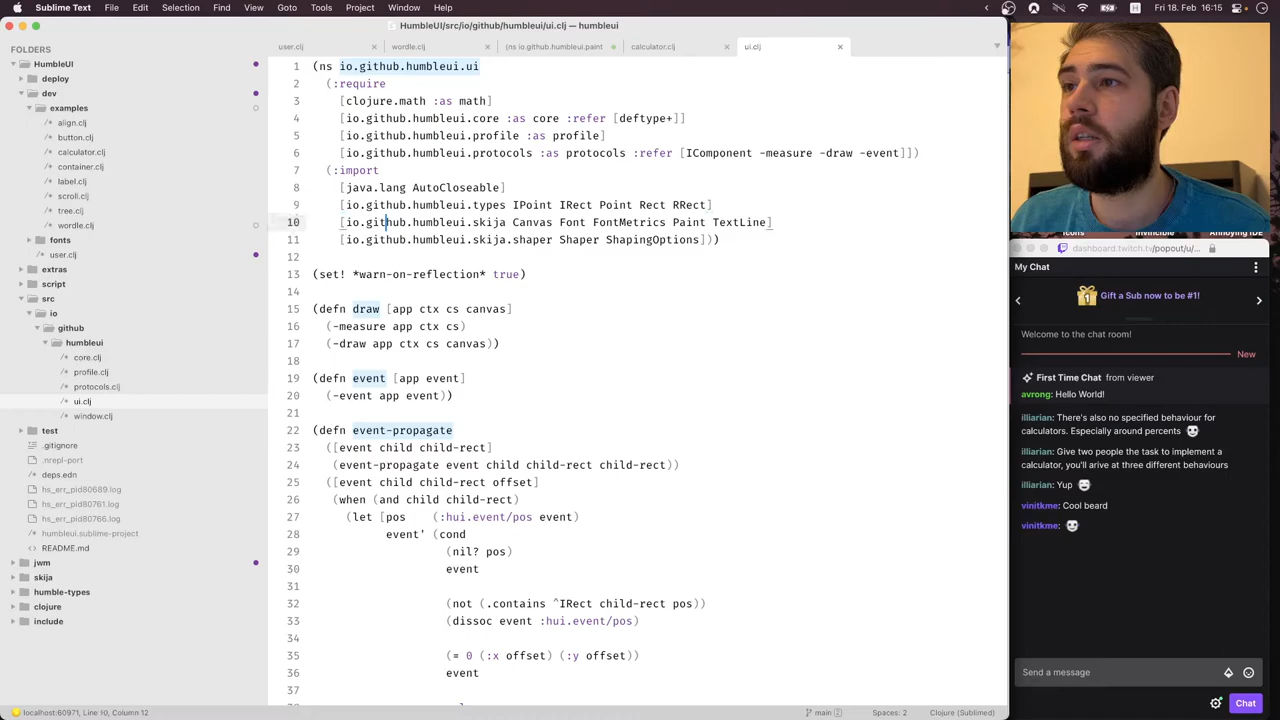 Sublime Text File Edit Selection Find View Goto Tools Project Window Help
Fri 18. Feb 16:15
HumbleUI/src/io/github/humbleui/ui.clj — humbleui
FOLDERS
HumbleUI
deploy
dev
examples
align.clj
button.clj
calculator.clj
container.clj
label.clj
scroll.clj
tree.clj
wordle.clj
fonts
user.clj
extras
script
src
io
github
humbleui
core.clj
profile.clj
protocols.clj
ui.clj
window.clj
test
.gitignore
.nrepl-port
deps.edn
hs_err_pid80689.log
hs_err_pid80761.log
hs_err_pid80766.log
humbleui.sublime-project
README.md
jwm
skija
humble-types
clojure
include
user.clj
wordle.clj
(ns io.github.humbleui.paint
calculator.clj
ui.clj
1 (ns io.github.humbleui.ui
2 (:require
3 [clojure.math :as math]
4 [io.github.humbleui.core :as core :refer [deftype+]]
5 [io.github.humbleui.profile :as profile]
6 [io.github.humbleui.protocols :as protocols :refer [IComponent -measure -draw -event]])
7 (:import
8 [java.lang AutoCloseable]
9 [io.github.humbleui.types IPoint IRect Point Rect RRect]
10 [io.github.humbleui.skija Canvas Font FontMetrics Paint TextLine]
11 [io.github.humbleui.skija.shaper Shaper ShapingOptions]))
12
13 (set! *warn-on-reflection* true)
14
15 (defn draw [app ctx cs canvas]
16 (-measure app ctx cs)
17 (-draw app ctx cs canvas))
18
19 (defn event [app event]
20 (-event app event))
21
22 (defn event-propagate
23 ([event child child-rect]
24 (event-propagate event child child-rect child-rect))
25 ([event child child-rect offset]
26 (when (and child child-rect)
27 (let [pos (:hui.event/pos event)
28 event' (cond
29 (nil? pos)
30 event
31
32 (not (.contains ^IRect child-rect pos))
33 (dissoc event :hui.event/pos)
34
35 (= 0 (:x offset) (:y offset))
36 event
37
localhost:60971, Line 10, Column 12
main 2
Spaces: 2
Clojure (Sublimed)
Icons Invincible Annoying IDE
dashboard.twitch.tv/popout/u/...
My Chat
1
Gift a Sub now to be #1!
Welcome to the chat room!
New
First Time Chat from viewer
avrong: Hello World!
illiarian: There's also no specified behaviour for
calculators. Especially around percents
illiarian: Give two people the task to implement a
calculator, you'll arive at three different behaviours
illiarian: Yup
vinitkme: Cool beard
vinitkme:
Send a message
Chat